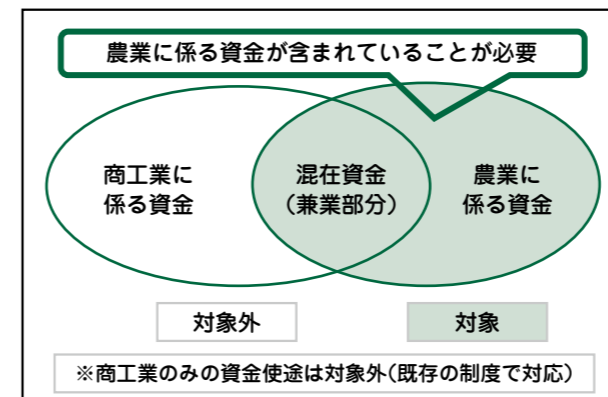 農業に係る資金が含まれていることが必要
商工業に
係る資金
混在資金
（兼業部分）
農業に
係る資金
対象外
対象
※商工業のみの資金使途は対象外（既存の制度で対応）